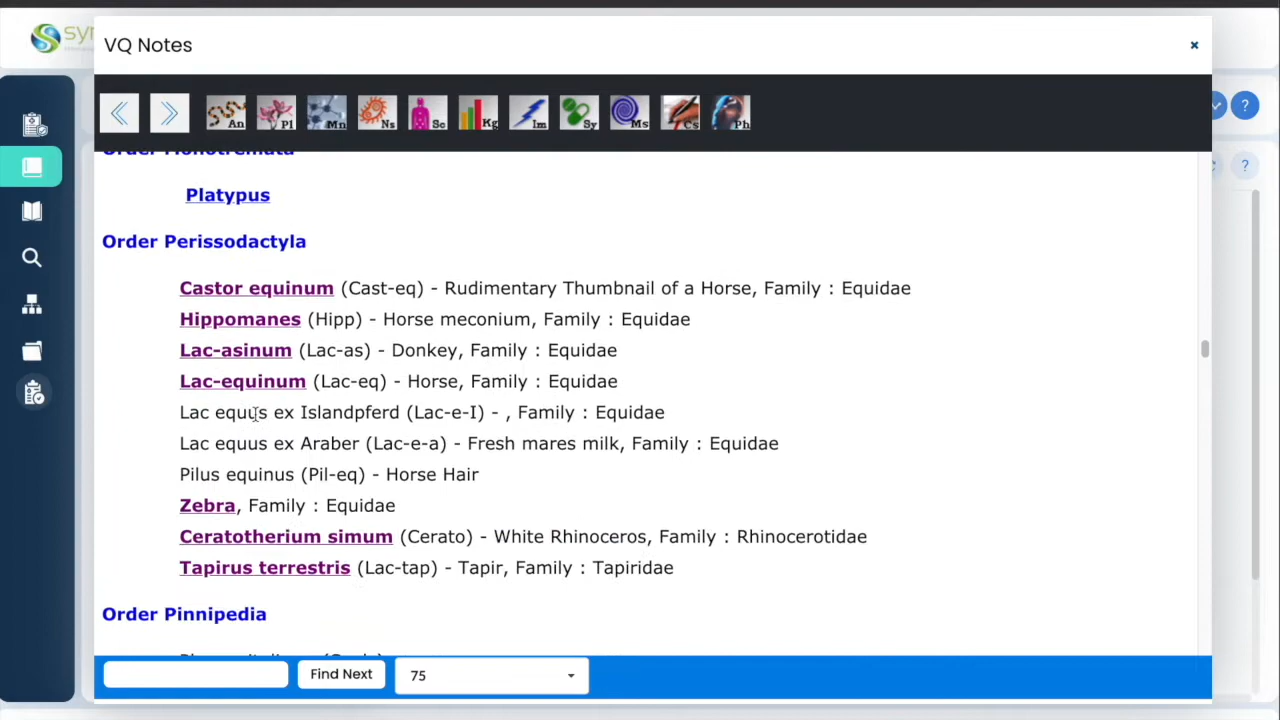 syn
VQ Notes
×
An Pl Mn Ns Sc Kg Im Sy Ms Cs Ph
?
?
Order Monotremata
Platypus
Order Perissodactyla
Castor equinum (Cast-eq) - Rudimentary Thumbnail of a Horse, Family : Equidae
Hippomanes (Hipp) - Horse meconium, Family : Equidae
Lac-asinum (Lac-as) - Donkey, Family : Equidae
Lac-equinum (Lac-eq) - Horse, Family : Equidae
Lac equus ex Islandpferd (Lac-e-I) - , Family : Equidae
Lac equus ex Araber (Lac-e-a) - Fresh mares milk, Family : Equidae
Pilus equinus (Pil-eq) - Horse Hair
Zebra, Family : Equidae
Ceratotherium simum (Cerato) - White Rhinoceros, Family : Rhinocerotidae
Tapirus terrestris (Lac-tap) - Tapir, Family : Tapiridae
Order Pinnipedia
Find Next
75